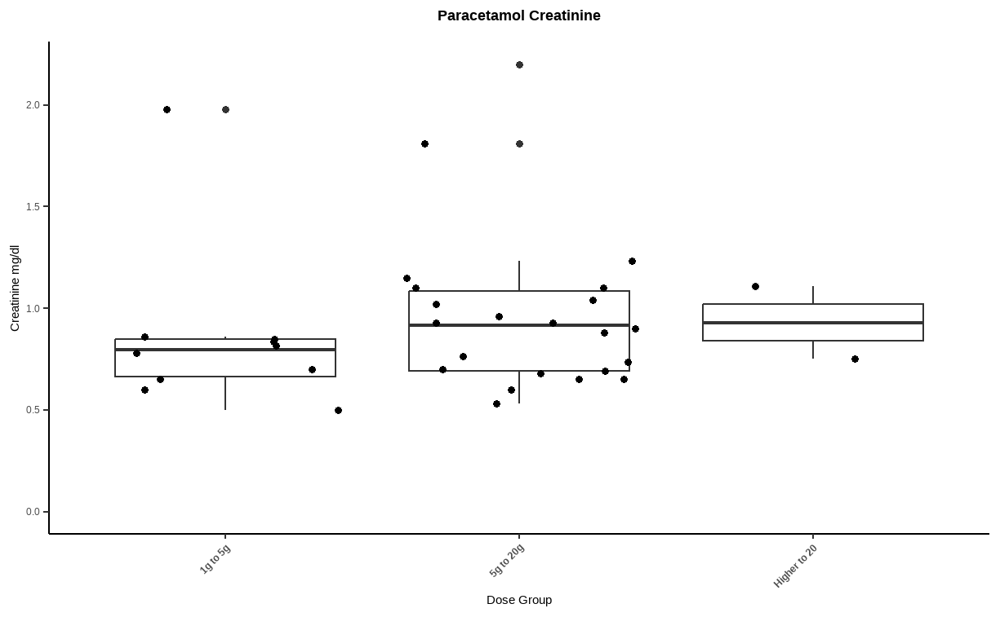 Paracetamol Creatinine
Creatinine mg/dl
2.0
1.5
1.0
0.5
0.0
1g to 5g
5g to 20g
Higher to 20
Dose Group